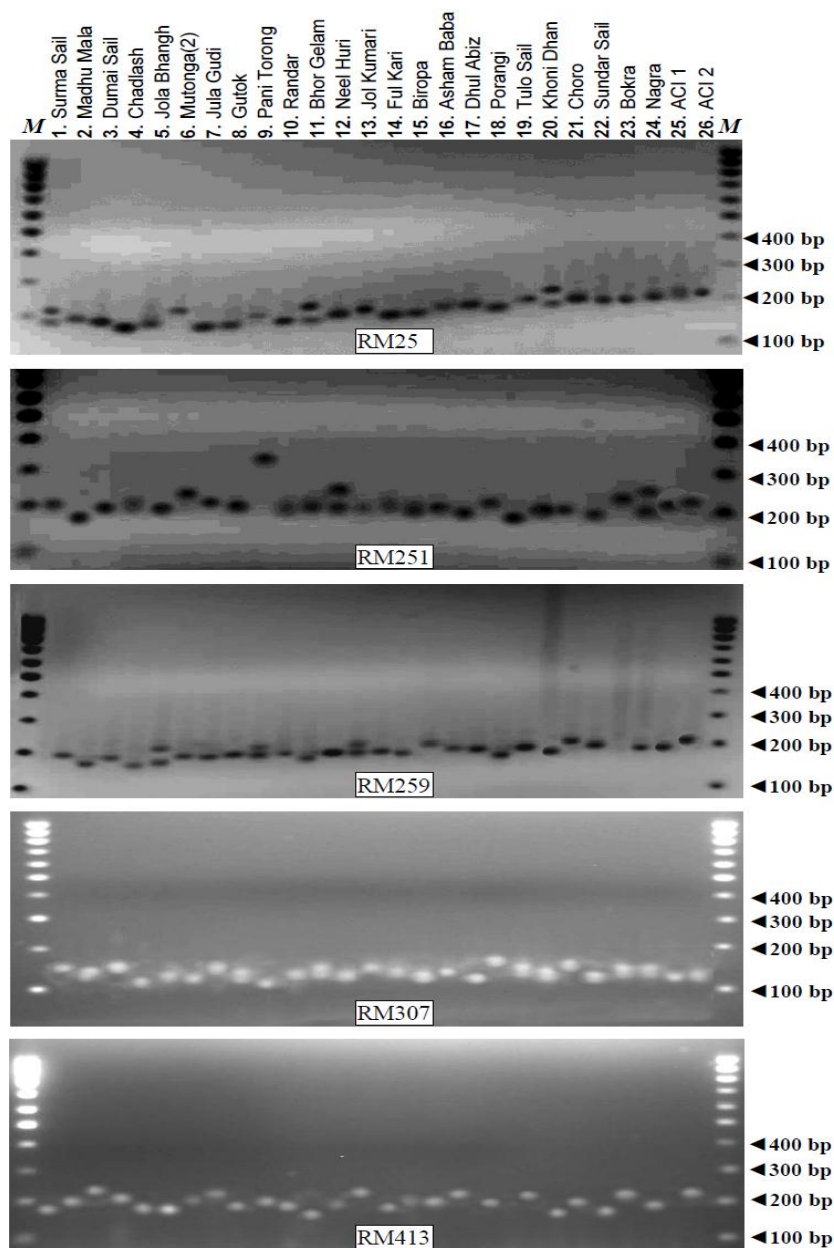 M
1. Surma Sail
2. Madhu Mala
3. Dumai Sail
4. Chadlash
5. Jola Bhangh
6. Mutonga(2)
7. Jula Gudi
8. Gutok
9. Pani Torong
10. Randar
11. Bhor Gelam
12. Neel Huri
13. Jol Kumari
14. Ful Kari
15. Biropa
16. Asham Baba
17. Dhul Abiz
18. Porangi
19. Tulo Sail
20. Khoni Dhan
21. Choro
22. Sundar Sail
23. Bokra
24. Nagra
25. ACI 1
26. ACI 2
M
◄400 bp
◄300 bp
◄200 bp
◄100 bp
RM25
◄400 bp
◄300 bp
◄200 bp
◄100 bp
RM251
◄400 bp
◄300 bp
◄200 bp
◄100 bp
RM259
◄400 bp
◄300 bp
◄200 bp
◄100 bp
RM307
◄400 bp
◄300 bp
◄200 bp
◄100 bp
RM413